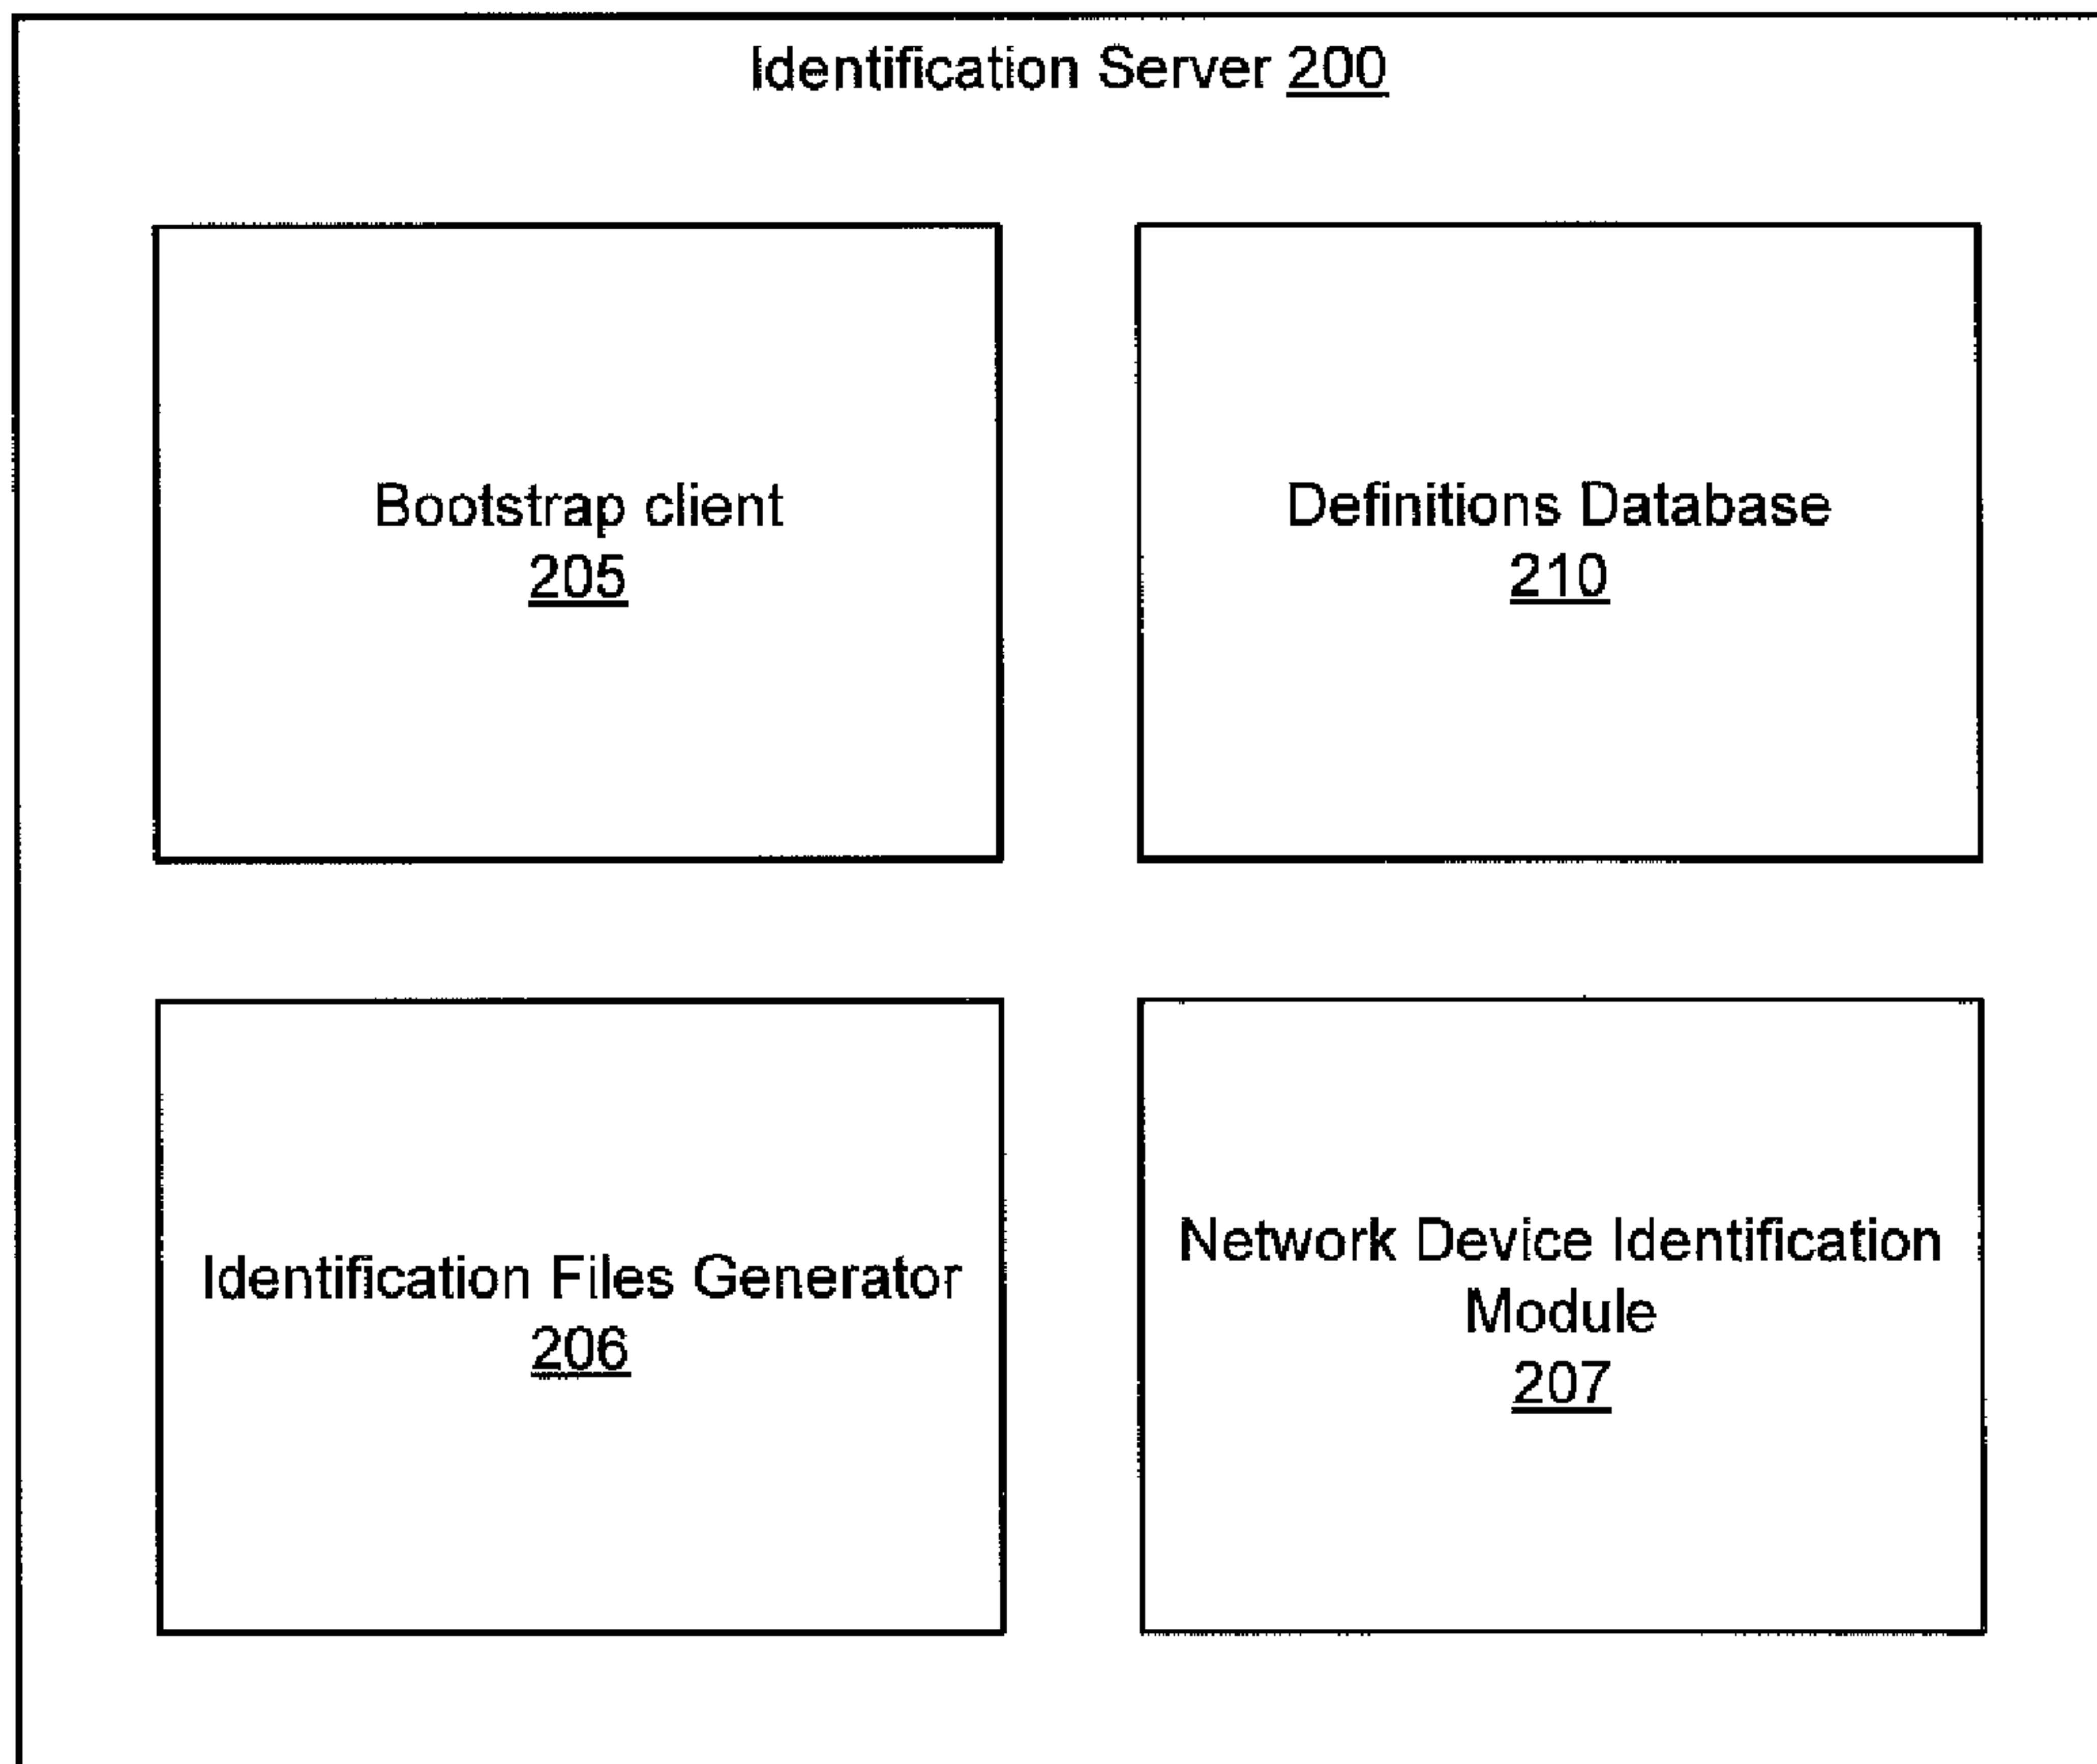 Identification Server 200
Bootstrap client
205
Definitions Database
210
Identification Files Generator
206
Network Device Identification
Module
207